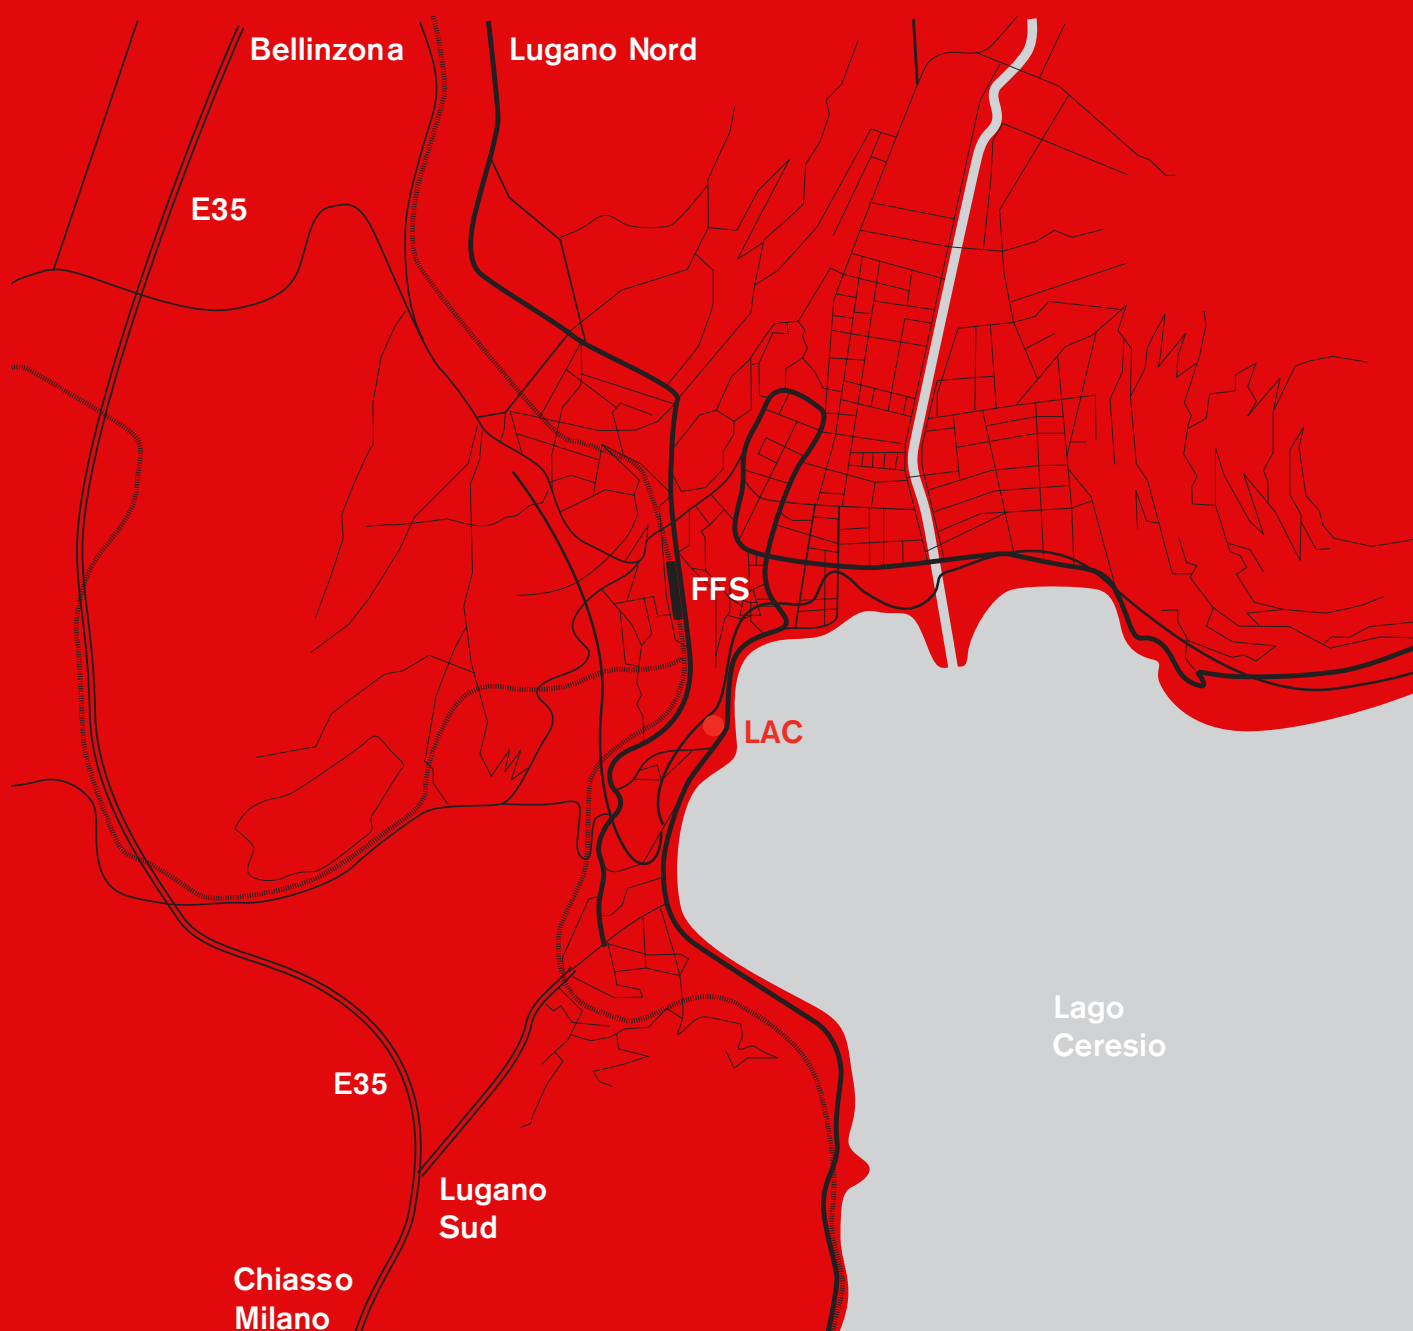 Bellinzona
Lugano Nord
E35
FFS
LAC
Lago
Ceresio
E35
Lugano
Sud
Chiasso
Milano